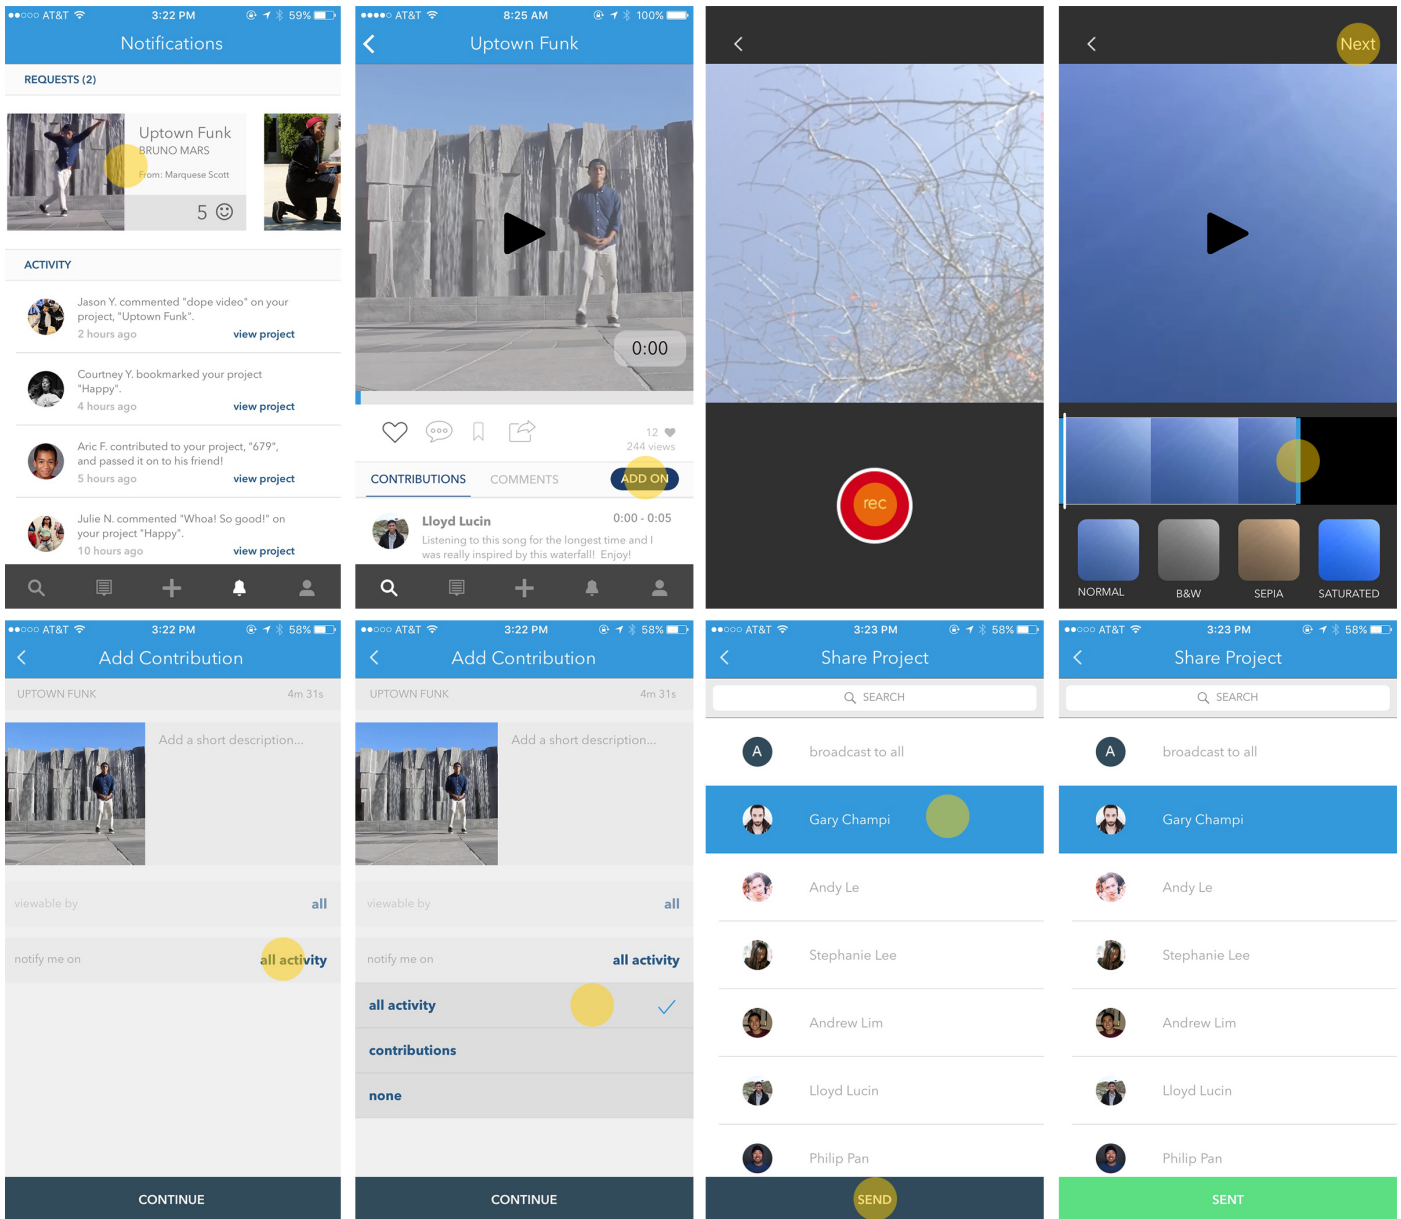 AT&T 3:22 PM 59%
Notifications
REQUESTS (2)
Uptown Funk
BRUNO MARS
From: Marquese Scott
5
ACTIVITY
Jason Y. commented "dope video" on your
project, "Uptown Funk".
2 hours ago view project
Courtney Y. bookmarked your project
"Happy".
4 hours ago view project
Aric F. contributed to your project, "679",
and passed it on to his friend!
5 hours ago view project
Julie N. commented "Whoa! So good!" on
your project "Happy".
10 hours ago view project
AT&T 8:25 AM 100%
Uptown Funk
0:00
12
244 views
CONTRIBUTIONS COMMENTS ADD ON
Lloyd Lucin 0:00 - 0:05
Listening to this song for the longest time and I
was really inspired by this waterfall! Enjoy!
rec
Next
NORMAL B&W SEPIA SATURATED
AT&T 3:22 PM 58%
Add Contribution
UPTOWN FUNK 4m 31s
Add a short description...
viewable by all
notify me on all activity
CONTINUE
AT&T 3:22 PM 58%
Add Contribution
UPTOWN FUNK 4m 31s
Add a short description...
viewable by all
notify me on all activity
all activity
contributions
none
CONTINUE
AT&T 3:23 PM 58%
Share Project
SEARCH
A broadcast to all
Gary Champi
Andy Le
Stephanie Lee
Andrew Lim
Lloyd Lucin
Philip Pan
SEND
AT&T 3:23 PM 58%
Share Project
SEARCH
A broadcast to all
Gary Champi
Andy Le
Stephanie Lee
Andrew Lim
Lloyd Lucin
Philip Pan
SENT